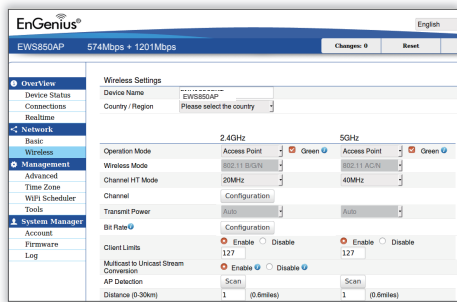 EnGenius®
English
EWS850AP 574Mbps + 1201Mbps Changes: 0 Reset
OverView
Device Status
Connections
Realtime
Network
Basic
Wireless
Management
Advanced
Time Zone
WiFi Scheduler
Tools
System Manager
Account
Firmware
Log
Wireless Settings
Device Name EWS850AP
Country / Region Please select the country
2.4GHz 5GHz
Operation Mode Access Point Green Access Point Green
Wireless Mode 802.11 B/G/N 802.11 AC/N
Channel HT Mode 20MHz 40MHz
Channel Configuration
Transmit Power Auto Auto
Bit Rate Configuration
Client Limits Enable Disable Enable Disable
127 127
Multicast to Unicast Stream
Conversion Enable Disable
AP Detection Scan Scan
Distance (0-30km) 1 (0.6miles) 1 (0.6miles)